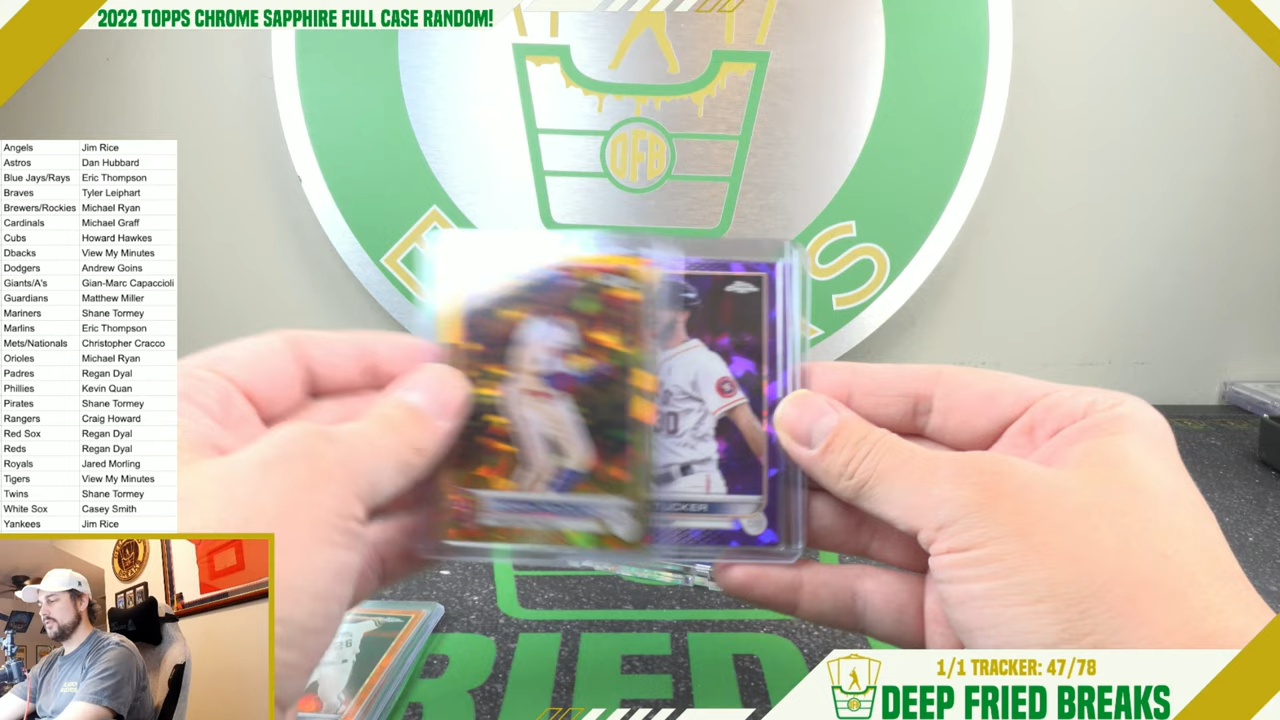 2022 TOPPS CHROME SAPPHIRE FULL CASE RANDOM!
DFB
S
Angels Jim Rice
Astros Dan Hubbard
Blue Jays/Rays Eric Thompson
Braves Tyler Leiphart
Brewers/Rockies Michael Ryan
Cardinals Michael Graff
Cubs Howard Hawkes
Dbacks View My Minutes
Dodgers Andrew Goins
Giants/A's Gian-Marc Capaccioli
Guardians Matthew Miller
Mariners Shane Tormey
Marlins Eric Thompson
Mets/Nationals Christopher Cracco
Orioles Michael Ryan
Padres Regan Dyal
Phillies Kevin Quan
Pirates Shane Tormey
Rangers Craig Howard
Red Sox Regan Dyal
Reds Regan Dyal
Royals Jared Morling
Tigers View My Minutes
Twins Shane Tormey
White Sox Casey Smith
Yankees Jim Rice
TUCKER
RIED
1/1 TRACKER: 47/78
DEEP FRIED BREAKS